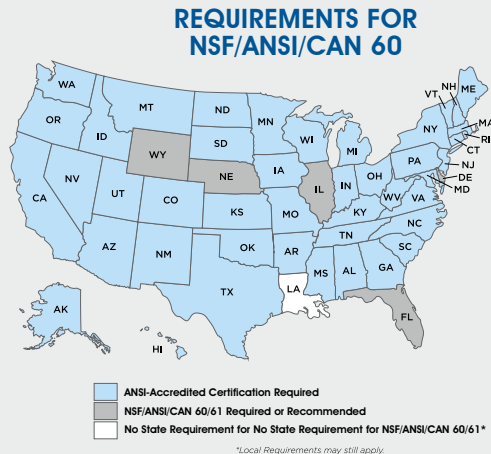 REQUIREMENTS FOR
NSF/ANSI/CAN 60
WA
OR
CA
NV
ID
MT
WY
UT
AZ
CO
NM
ND
SD
NE
KS
OK
TX
MN
IA
MO
AR
LA
WI
IL
MI
IN
OH
KY
TN
MS
AL
GA
FL
SC
NC
VA
WV
PA
NY
VT
NH
ME
MA
RI
CT
NJ
DE
MD
AK
HI
ANSI-Accredited Certification Required
NSF/ANSI/CAN 60/61 Required or Recommended
No State Requirement for No State Requirement for NSF/ANSI/CAN 60/61*
*Local Requirements may still apply.